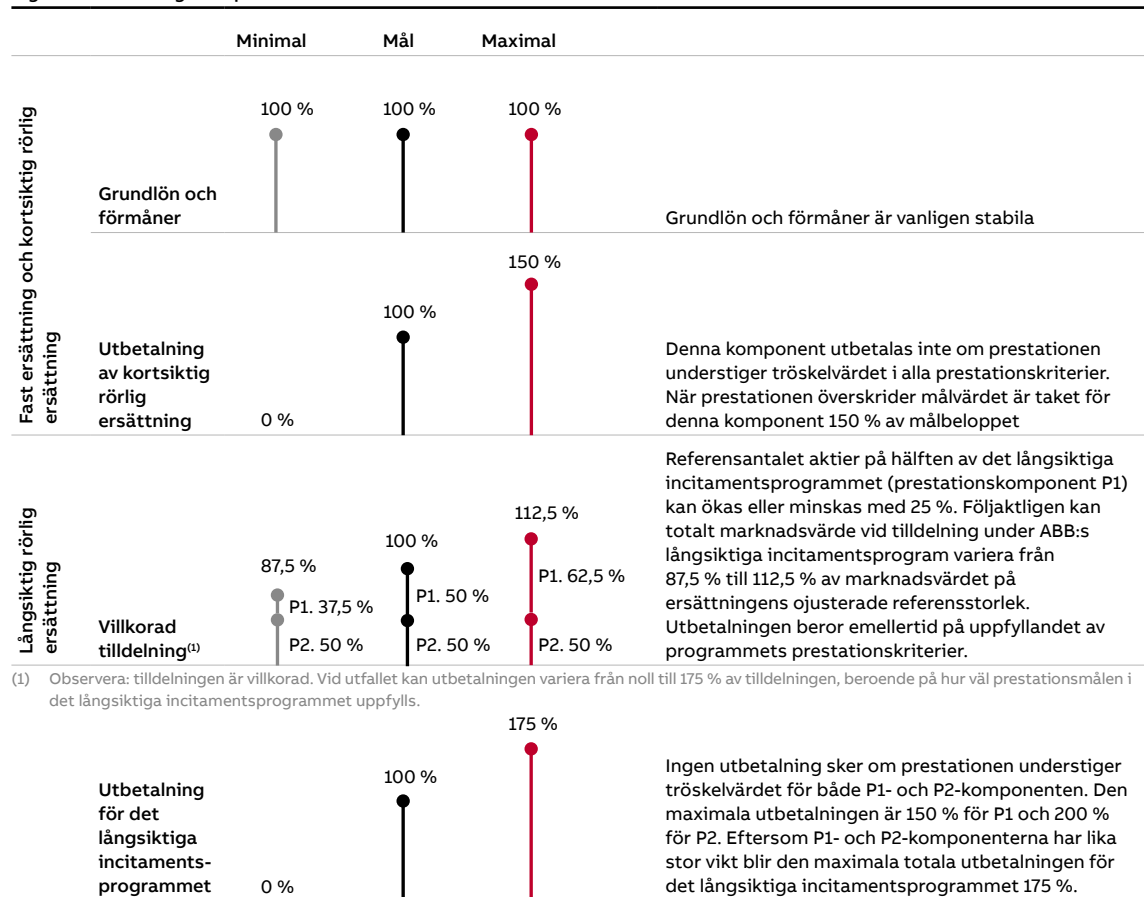 Minimal Mål Maximal
Fast ersättning och kortsiktig rörlig
ersättning
100 % 100 % 100 %
Grundlön och
förmåner
Grundlön och förmåner är vanligen stabila
150 %
100 %
0 %
Utbetalning
av kortsiktig
rörlig
ersättning
Denna komponent utbetalas inte om prestationen
understiger tröskelvärdet i alla prestationskriterier.
När prestationen överskrider målvärdet är taket för
denna komponent 150 % av målbeloppet
Långsiktig rörlig
ersättning
Villkorad
tilldelning(1)
87,5 %
P1. 37,5 %
P2. 50 %
100 %
P1. 50 %
P2. 50 %
112,5 %
P1. 62,5 %
P2. 50 %
Referensantalet aktier på hälften av det långsiktiga
incitamentsprogrammet (prestationskomponent P1)
kan ökas eller minskas med 25 %. Följaktligen kan
totalt marknadsvärde vid tilldelning under ABB:s
långsiktiga incitamentsprogram variera från
87,5 % till 112,5 % av marknadsvärdet på
ersättningens ojusterade referensstorlek.
Utbetalningen beror emellertid på uppfyllandet av
programmets prestationskriterier.
(1) Observera: tilldelningen är villkorad. Vid utfallet kan utbetalningen variera från noll till 175 % av tilldelningen, beroende på hur väl prestationsmålen i
det långsiktiga incitamentsprogrammet uppfylls.
175 %
100 %
0 %
Utbetalning
för det
långsiktiga
incitaments-
programmet
Ingen utbetalning sker om prestationen understiger
tröskelvärdet för både P1- och P2-komponenten. Den
maximala utbetalningen är 150 % för P1 och 200 %
för P2. Eftersom P1- och P2-komponenterna har lika
stor vikt blir den maximala totala utbetalningen för
det långsiktiga incitamentsprogrammet 175 %.